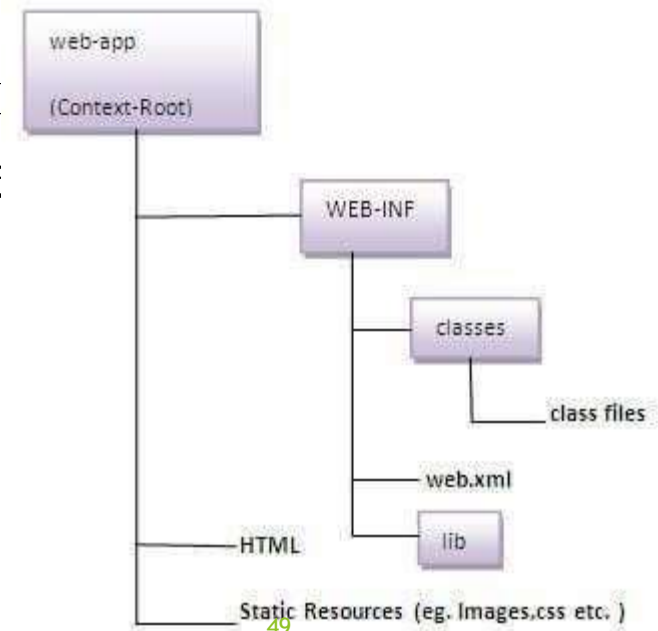 web-app
(Context-Root)
WEB-INF
classes
class files
web.xml
lib
HTML
Static Resources (eg. Images,css etc. )
49